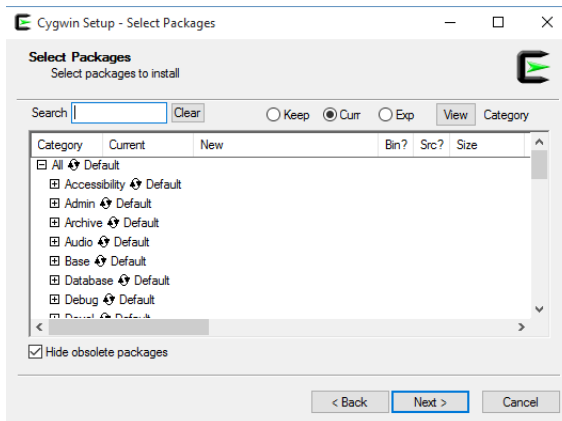 Cygwin Setup - Select Packages
Select Packages
Select packages to install
Search Clear Keep Curr Exp View Category
Category Current New Bin? Src? Size
All Default
Accessibility Default
Admin Default
Archive Default
Audio Default
Base Default
Database Default
Debug Default
Devel Default
Hide obsolete packages
< Back Next > Cancel